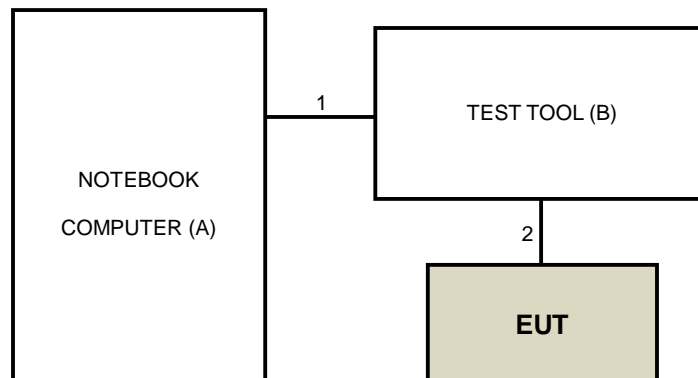 NOTEBOOK
COMPUTER (A)
1
TEST TOOL (B)
2
EUT